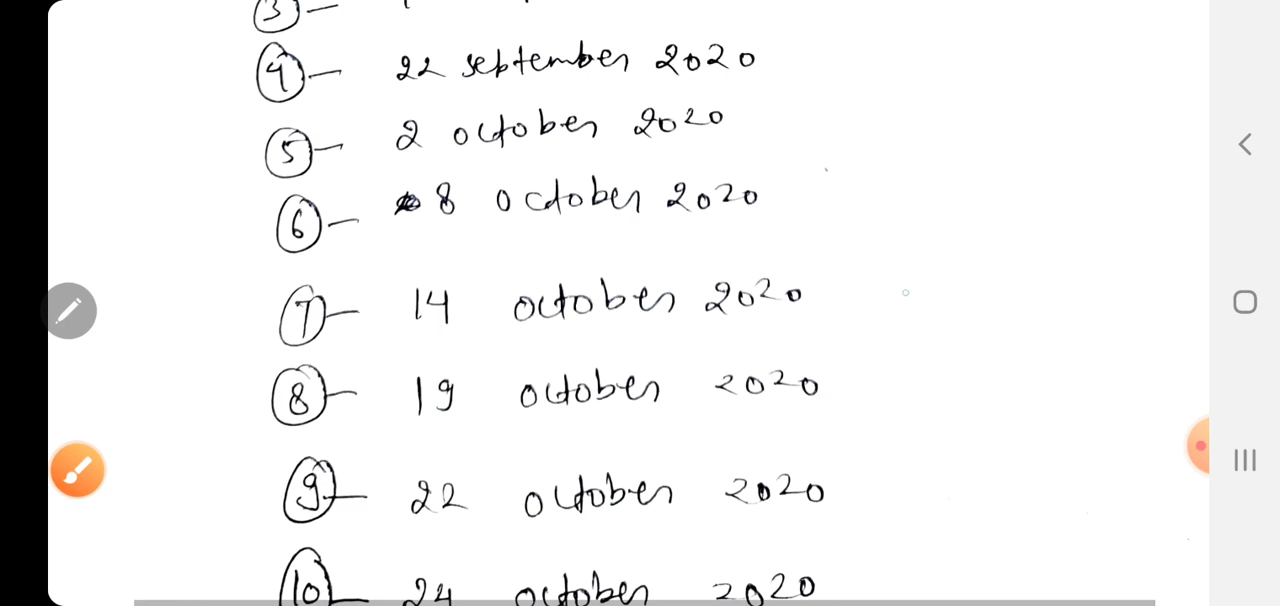 3 -
4 - 22 september 2020
5 - 2 october 2020
6 - 8 october 2020
7 - 14 october 2020
8 - 19 october 2020
9 - 22 october 2020
10 - 24 october 2020